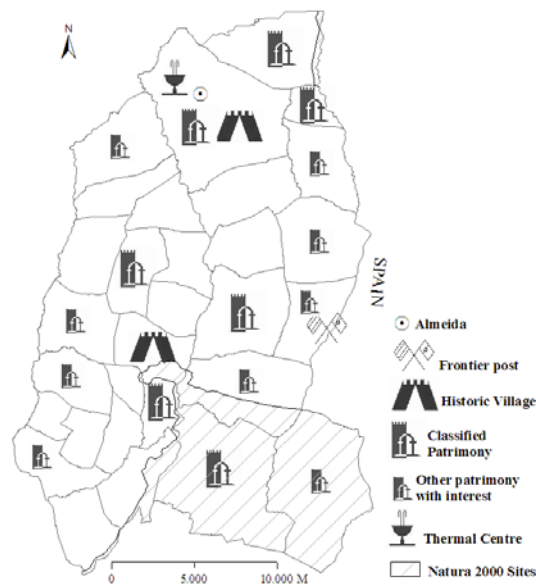 N
SPAIN
Almeida
Frontier post
Historic Village
Classified
Patrimony
Other patrimony
with interest
Thermal Centre
Natura 2000 Sites
0 5.000 10.000 M